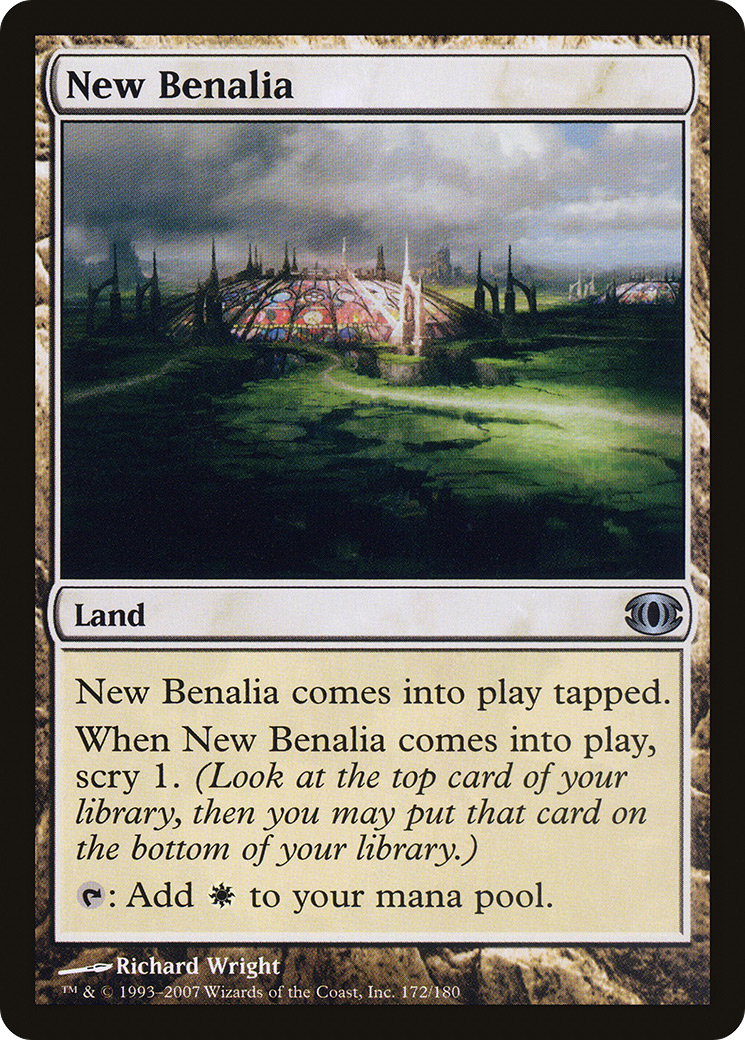 New Benalia
Land
New Benalia comes into play tapped.
When New Benalia comes into play,
scry 1. (Look at the top card of your
library, then you may put that card on
the bottom of your library.)
: Add to your mana pool.
Richard Wright
™ & © 1993–2007 Wizards of the Coast, Inc. 172/180